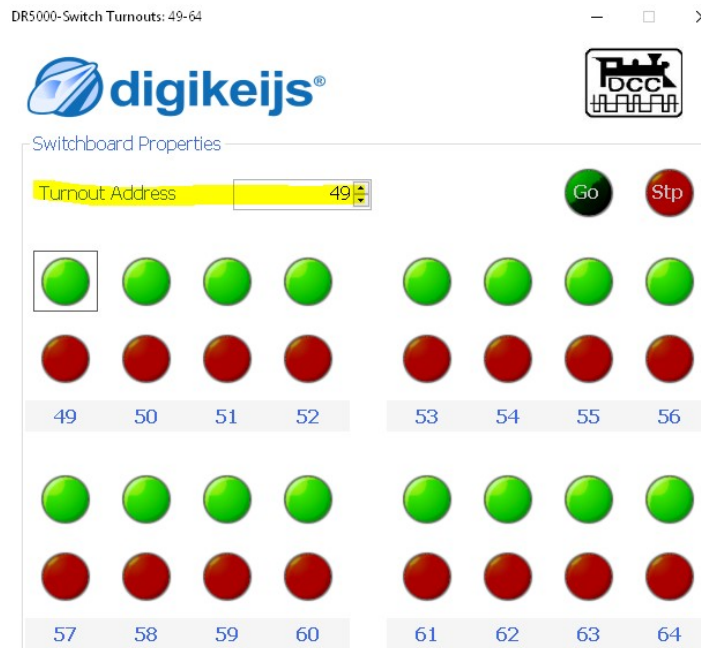 DR5000-Switch Turnouts: 49-64
digikeijs®
DCC
Switchboard Properties
Turnout Address 49
Go Stp
49 50 51 52 53 54 55 56
57 58 59 60 61 62 63 64